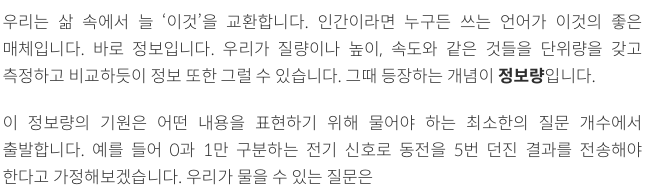 우리는 삶 속에서 늘 ‘이것’을 교환합니다. 인간이라면 누구든 쓰는 언어가 이것의 좋은
매체입니다. 바로 정보입니다. 우리가 질량이나 높이, 속도와 같은 것들을 단위량을 갖고
측정하고 비교하듯이 정보 또한 그럴 수 있습니다. 그때 등장하는 개념이 정보량입니다.
이 정보량의 기원은 어떤 내용을 표현하기 위해 물어야 하는 최소한의 질문 개수에서
출발합니다. 예를 들어 0과 1만 구분하는 전기 신호로 동전을 5번 던진 결과를 전송해야
한다고 가정해보겠습니다. 우리가 물을 수 있는 질문은